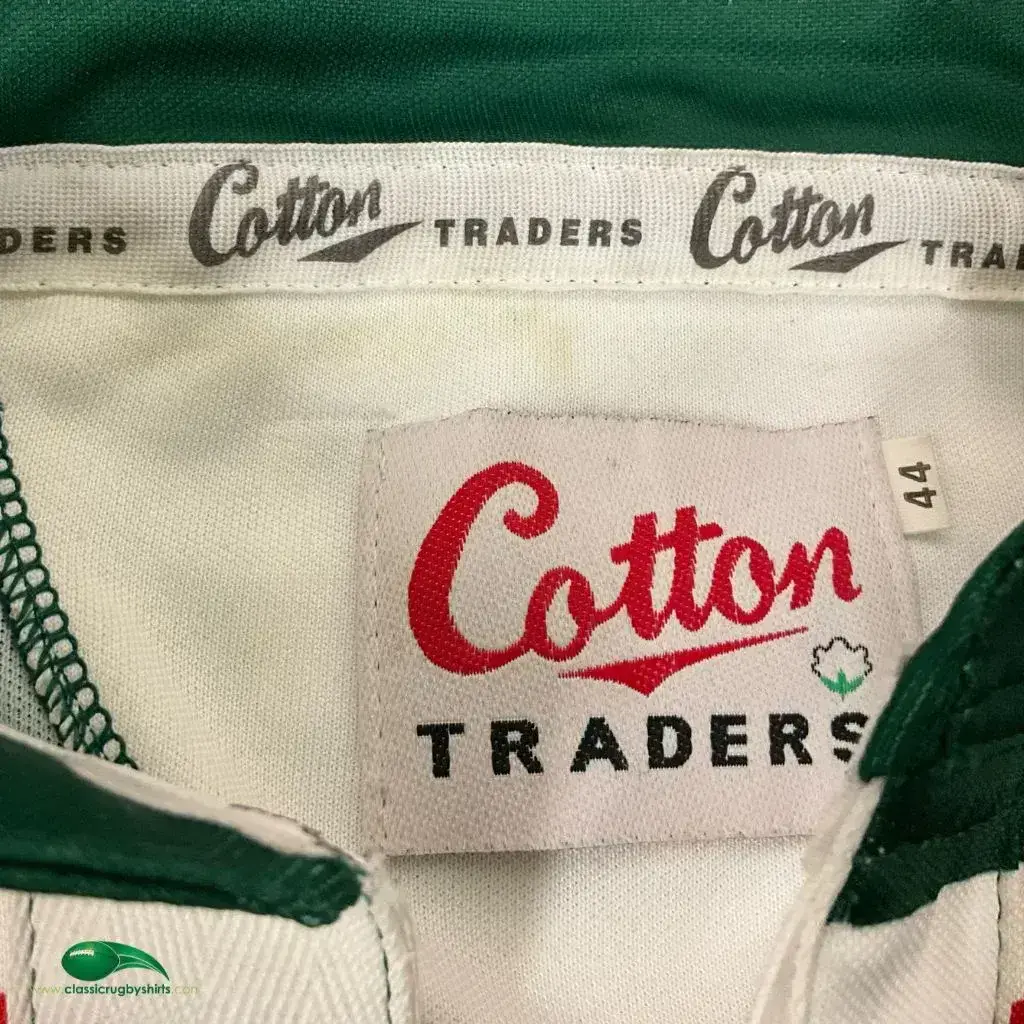 DERS Cotton TRADERS Cotton TRA
44
Cotton
TRADERS
www.classicrugbyshirts.com